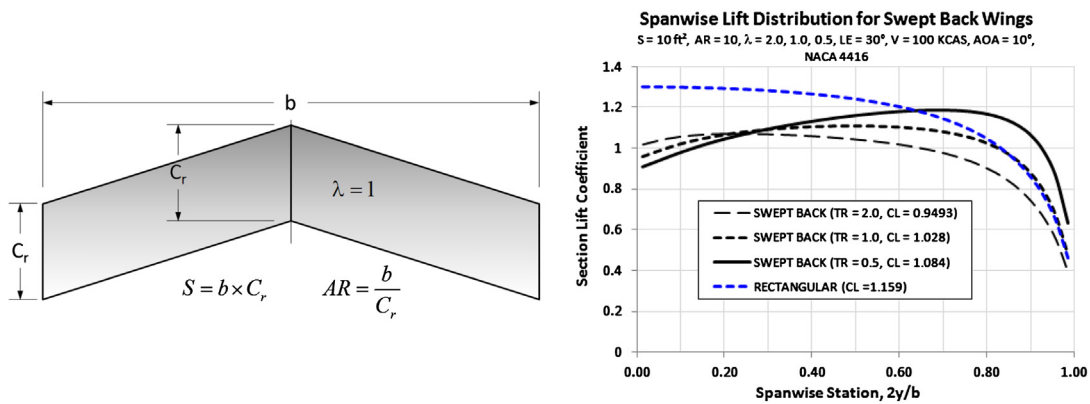 b
C_r
λ = 1
C_r
S = b × C_r
AR = b / C_r
Spanwise Lift Distribution for Swept Back Wings
S = 10 ft², AR = 10, λ = 2.0, 1.0, 0.5, LE = 30°, V = 100 KCAS, AOA = 10°,
NACA 4416
1.4
1.2
1
0.8
0.6
0.4
0.2
0
Section Lift Coefficient
SWEPT BACK (TR = 2.0, CL = 0.9493)
SWEPT BACK (TR = 1.0, CL = 1.028)
SWEPT BACK (TR = 0.5, CL = 1.084)
RECTANGULAR (CL =1.159)
0.00
0.20
0.40
0.60
0.80
1.00
Spanwise Station, 2y/b